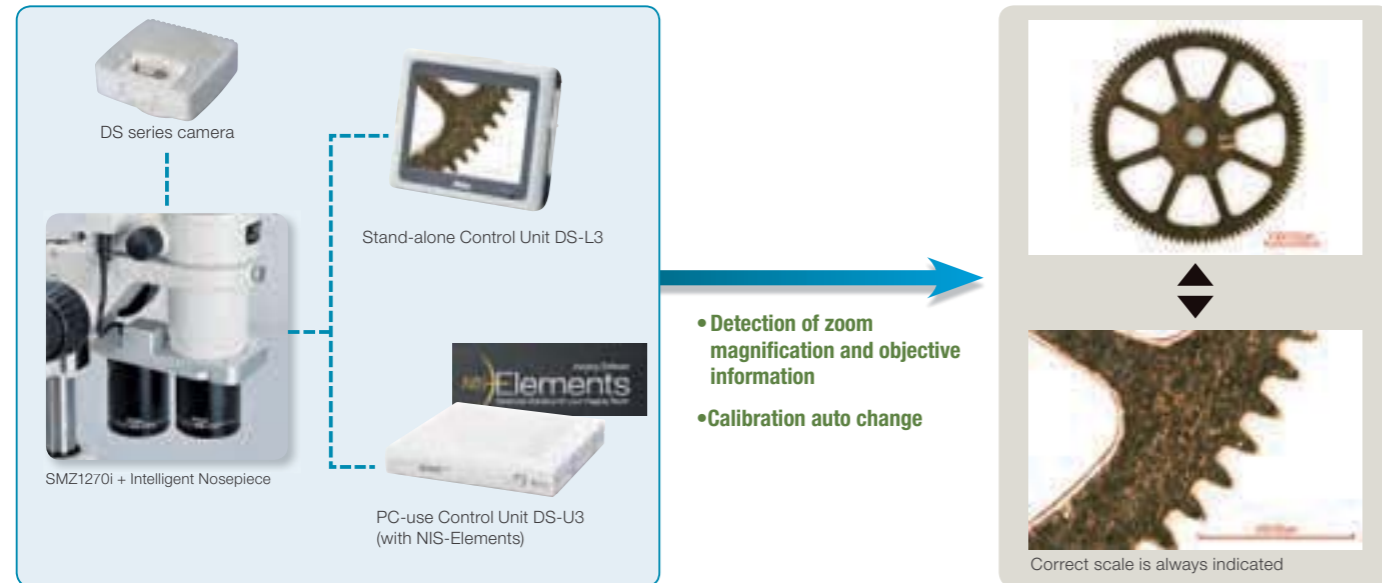 DS series camera
Stand-alone Control Unit DS-L3
SMZ1270i + Intelligent Nosepiece
Elements
PC-use Control Unit DS-U3
(with NIS-Elements)
• Detection of zoom
magnification and objective
information
•Calibration auto change
Correct scale is always indicated